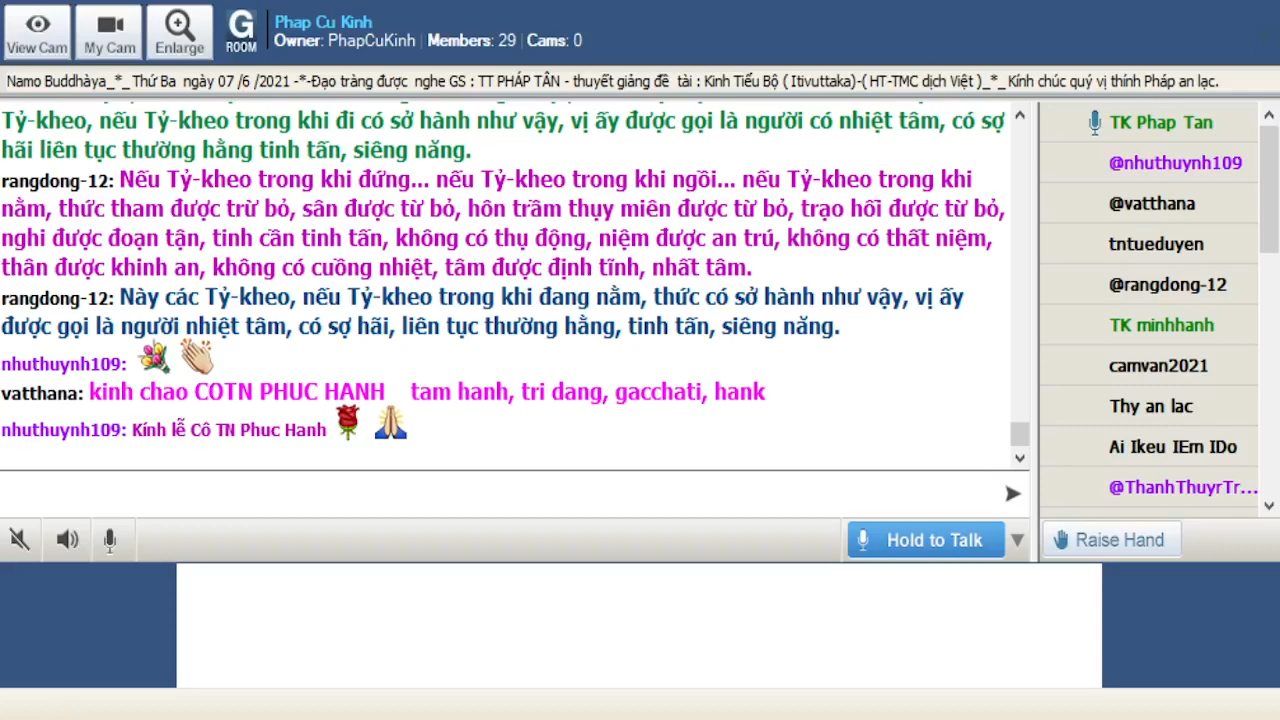 View Cam
My Cam
Enlarge
G
ROOM
Phap Cu Kinh
Owner: PhapCuKinh | Members: 29 | Cams: 0
Namo Buddhàya_*_Thứ Ba ngày 07 /6 /2021 -*-Đạo tràng được nghe GS : TT PHÁP TÂN - thuyết giảng đề tài : Kinh Tiểu Bộ ( Itivuttaka)-( HT-TMC dịch Việt )_*_Kính chúc quý vị thính Pháp an lạc.
Tỷ-kheo, nếu Tỷ-kheo trong khi đi có sở hành như vậy, vị ấy được gọi là người có nhiệt tâm, có sợ
hãi liên tục thường hằng tinh tấn, siêng năng.
rangdong-12: Nếu Tỷ-kheo trong khi đứng... nếu Tỷ-kheo trong khi ngồi... nếu Tỷ-kheo trong khi
nằm, thức tham được trừ bỏ, sân được từ bỏ, hôn trầm thụy miên được từ bỏ, trạo hối được từ bỏ,
nghi được đoạn tận, tinh cần tinh tấn, không có thụ động, niệm được an trú, không có thất niệm,
thân được khinh an, không có cuồng nhiệt, tâm được định tĩnh, nhất tâm.
rangdong-12: Này các Tỷ-kheo, nếu Tỷ-kheo trong khi đang nằm, thức có sở hành như vậy, vị ấy
được gọi là người nhiệt tâm, có sợ hãi, liên tục thường hằng, tinh tấn, siêng năng.
nhuthuynh109:
vatthana: kinh chao COTN PHUC HANH tam hanh, tri dang, gacchati, hank
nhuthuynh109: Kính lễ Cô TN Phuc Hanh
TK Phap Tan
@nhuthuynh109
@vatthana
tntueduyen
@rangdong-12
TK minhhanh
camvan2021
Thy an lac
Ai Ikeu IEm IDo
@ThanhThuyrTr...
Hold to Talk
Raise Hand